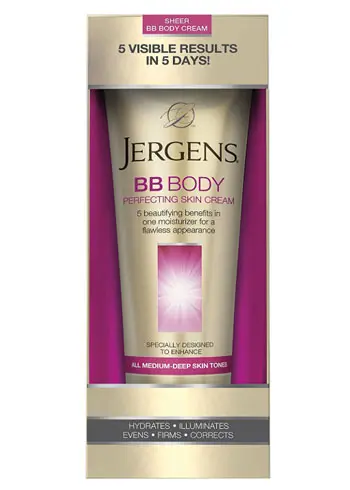 SHEER
BB BODY CREAM
5 VISIBLE RESULTS
IN 5 DAYS!
JERGENS®
BB BODY
PERFECTING SKIN CREAM
5 beautifying benefits in
one moisturizer for a
flawless appearance
SPECIALLY DESIGNED
TO ENHANCE
ALL MEDIUM-DEEP SKIN TONES
HYDRATES • ILLUMINATES
EVENS • FIRMS • CORRECTS